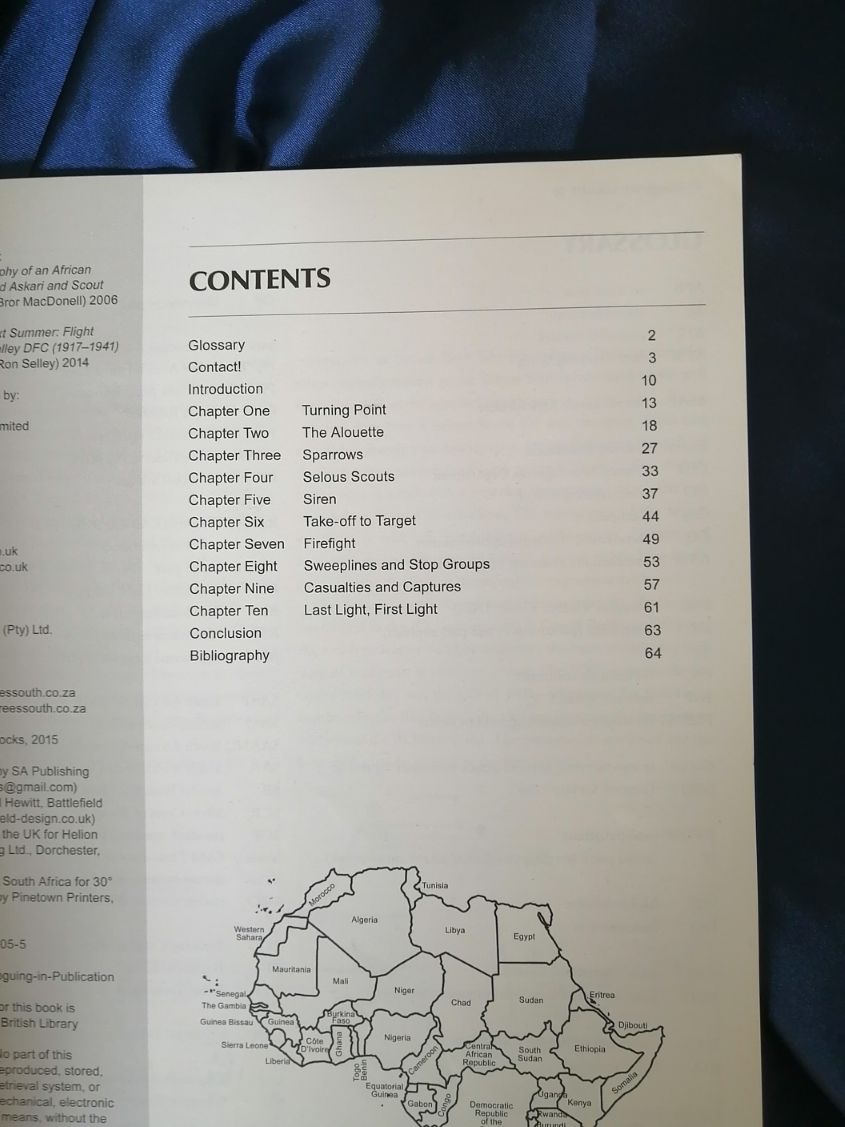 phy of an African
d Askari and Scout
Bror MacDonell) 2006
xt Summer: Flight
lley DFC (1917–1941)
Ron Selley) 2014
by:
mited
.uk
co.uk
(Pty) Ltd.
essouth.co.za
reessouth.co.za
ocks, 2015
by SA Publishing
s@gmail.com)
l Hewitt, Battlefield
eld-design.co.uk)
the UK for Helion
g Ltd., Dorchester,
South Africa for 30°
by Pinetown Printers,
05-5
guing-in-Publication
or this book is
British Library
No part of this
eproduced, stored,
etrieval system, or
echanical, electronic
means, without the
CONTENTS
Glossary 2
Contact! 3
Introduction 10
Chapter One Turning Point 13
Chapter Two The Alouette 18
Chapter Three Sparrows 27
Chapter Four Selous Scouts 33
Chapter Five Siren 37
Chapter Six Take-off to Target 44
Chapter Seven Firefight 49
Chapter Eight Sweeplines and Stop Groups 53
Chapter Nine Casualties and Captures 57
Chapter Ten Last Light, First Light 61
Conclusion 63
Bibliography 64
Tunisia
Morocco
Algeria
Libya
Egypt
Western
Sahara
Mauritania
Mali
Niger
Chad
Sudan
Eritrea
Senegal
The Gambia
Guinea Bissau
Guinea
Burkina
Faso
Djibouti
Sierra Leone
Côte
D'Ivoire
Ghana
Nigeria
Liberia
Togo
Benin
Cameroon
Central
African
Republic
South
Sudan
Ethiopia
Somalia
Equatorial
Guinea
Gabon
Congo
Democratic
Republic
of the
Uganda
Kenya
Rwanda
Burundi